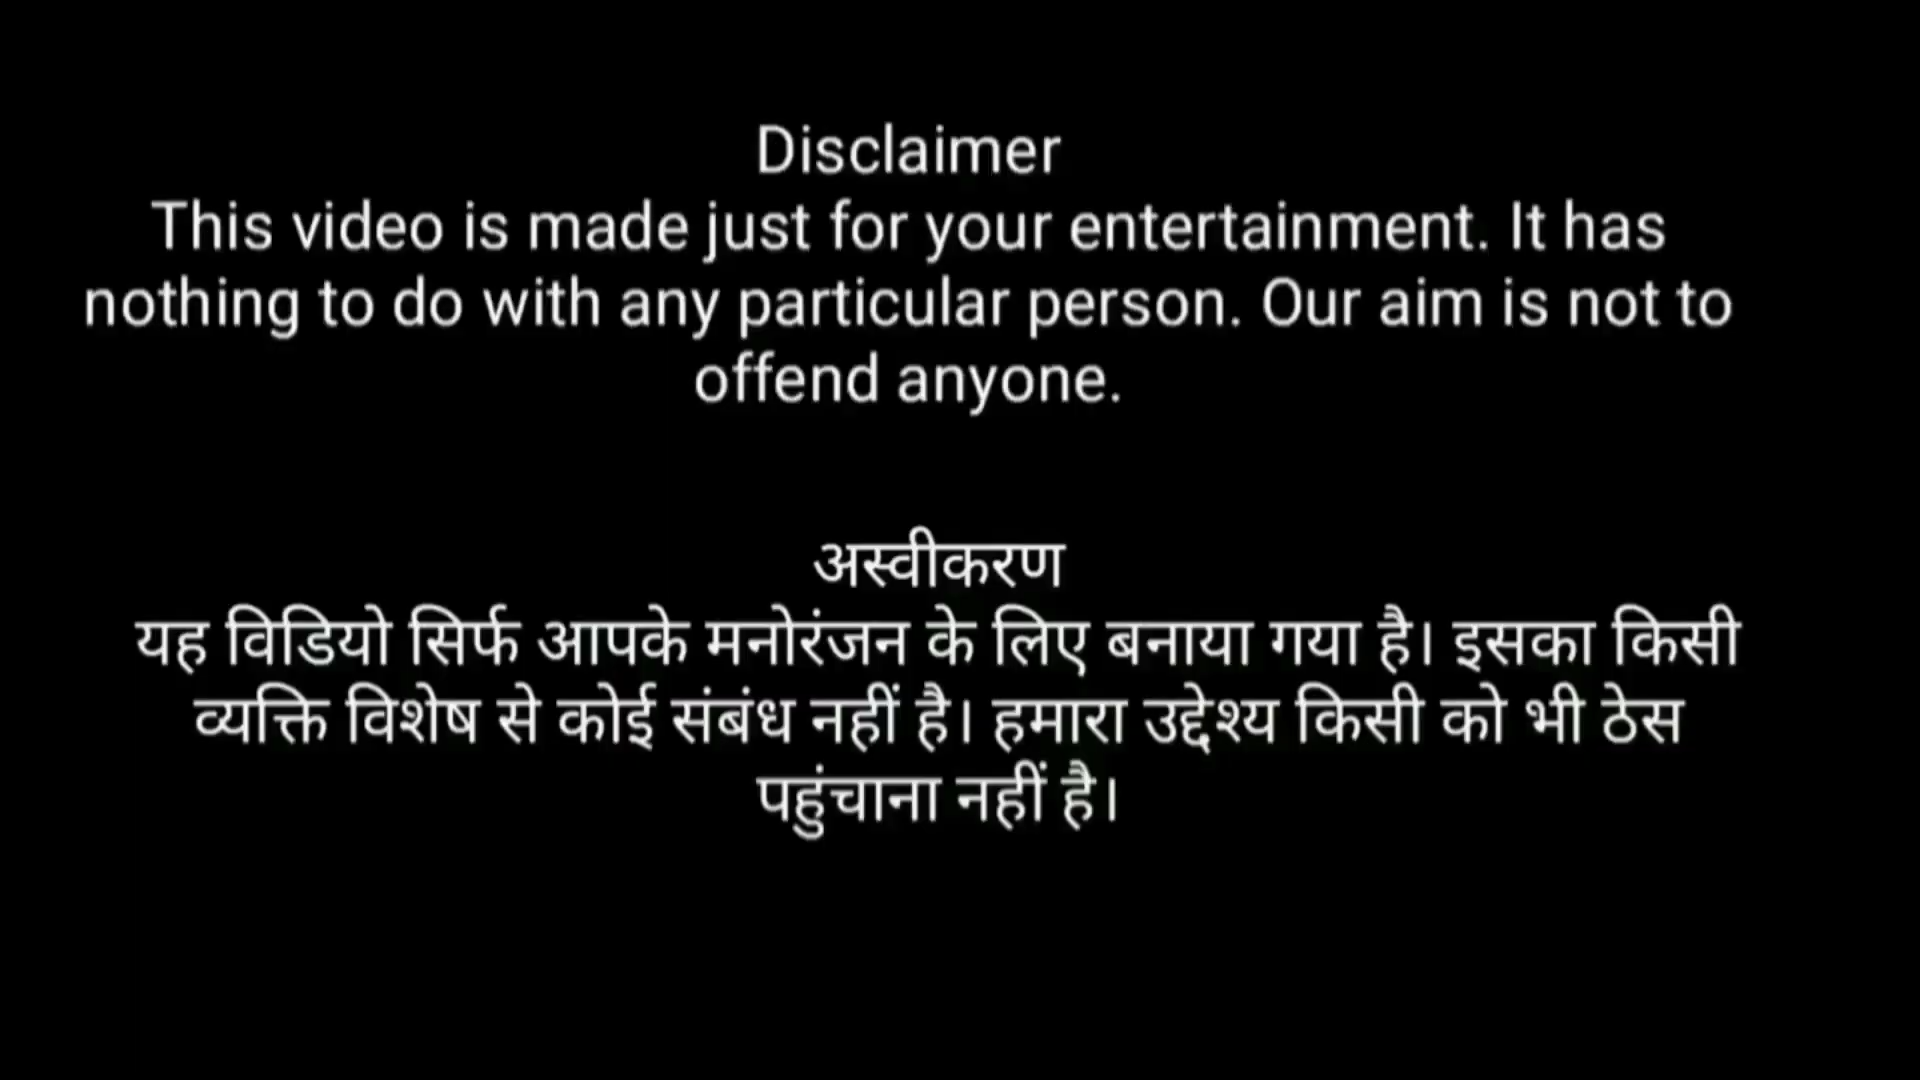 Disclaimer
This video is made just for your entertainment. It has
nothing to do with any particular person. Our aim is not to
offend anyone.
अस्वीकरण
यह विडियो सिर्फ आपके मनोरंजन के लिए बनाया गया है। इसका किसी
व्यक्ति विशेष से कोई संबंध नहीं है। हमारा उद्देश्य किसी को भी ठेस
पहुंचाना नहीं है।